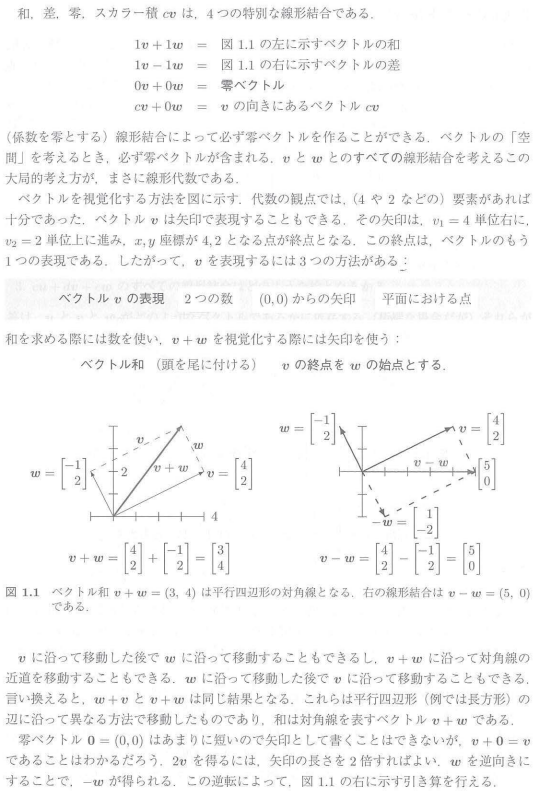 和，差，零，スカラー積 cv は，4 つの特別な線形結合である．
1v + 1w = 図 1.1 の左に示すベクトルの和
1v − 1w = 図 1.1 の右に示すベクトルの差
0v + 0w = 零ベクトル
cv + 0w = v の向きにあるベクトル cv
（係数を零とする）線形結合によって必ず零ベクトルを作ることができる．ベクトルの「空
間」を考えるとき，必ず零ベクトルが含まれる．v と w とのすべての線形結合を考えるこの
大局的考え方が，まさに線形代数である．
ベクトルを視覚化する方法を図に示す．代数の観点では，（4 や 2 などの）要素があれば
十分であった．ベクトル v は矢印で表現することもできる．その矢印は，v₁ = 4 単位右に，
v₂ = 2 単位上に進み，x, y 座標が 4, 2 となる点が終点となる．この終点は，ベクトルのもう
1 つの表現である．したがって，v を表現するには 3 つの方法がある：
ベクトル v の表現 2 つの数 (0, 0) からの矢印 平面における点
和を求める際には数を使い，v + w を視覚化する際には矢印を使う：
ベクトル和 （頭を尾に付ける） v の終点を w の始点とする．
w = [−1 2]
v
w
v + w
2
v = [4 2]
4
v + w = [4 2] + [−1 2] = [3 4]
w = [−1 2]
v = [4 2]
v − w
[5 0]
−w = [1 −2]
v − w = [4 2] − [−1 2] = [5 0]
図 1.1 ベクトル和 v + w = (3, 4) は平行四辺形の対角線となる．右の線形結合は v − w = (5, 0)
である．
v に沿って移動した後で w に沿って移動することもできるし，v + w に沿って対角線の
近道を移動することもできる．w に沿って移動した後で v に沿って移動することもできる．
言い換えると，w + v と v + w は同じ結果となる．これらは平行四辺形（例では長方形）の
辺に沿って異なる方法で移動したものであり，和は対角線を表すベクトル v + w である．
零ベクトル 0 = (0, 0) はあまりに短いので矢印として書くことはできないが，v + 0 = v
であることはわかるだろう．2v を得るには，矢印の長さを 2 倍すればよい．w を逆向きに
することで，−w が得られる．この逆転によって，図 1.1 の右に示す引き算を行える．